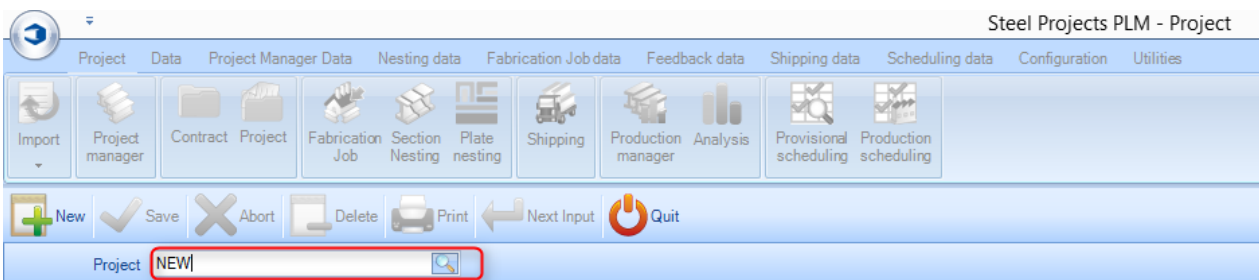 Steel Projects PLM - Project
Project Data Project Manager Data Nesting data Fabrication Job data Feedback data Shipping data Scheduling data Configuration Utilities
Import Project manager Contract Project Fabrication Job Section Nesting Plate nesting Shipping Production manager Analysis Provisional scheduling Production scheduling
New Save Abort Delete Print Next Input Quit
Project NEW